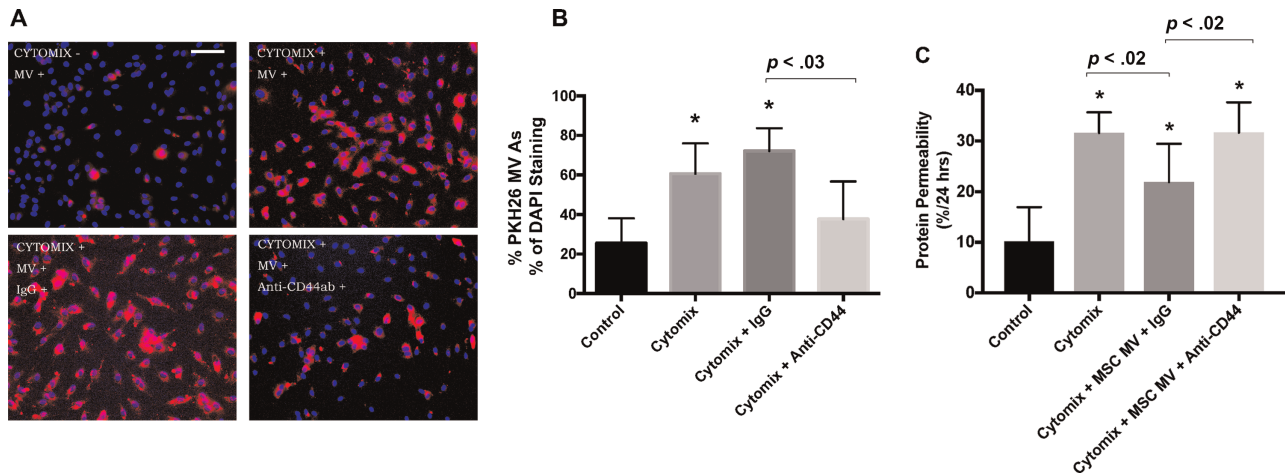 A
CYTOMIX -
MV +
CYTOMIX +
MV +
CYTOMIX +
MV +
IgG +
CYTOMIX +
MV +
Anti-CD44ab +
B
p < .03
% PKH26 MV As
% of DAPI Staining
100
80
60
40
20
0
*
*
Control
Cytomix
Cytomix + IgG
Cytomix + Anti-CD44
C
p < .02
p < .02
Protein Permeability
(%/24 hrs)
40
30
20
10
0
*
*
*
Control
Cytomix
Cytomix + MSC MV + IgG
Cytomix + MSC MV + Anti-CD44